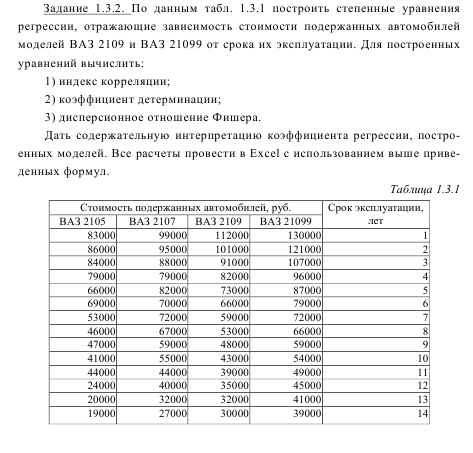 Задание 1.3.2. По данным табл. 1.3.1 построить степенные уравнения
регрессии, отражающие зависимость стоимости подержанных автомобилей
моделей ВАЗ 2109 и ВАЗ 21099 от срока их эксплуатации. Для построенных
уравнений вычислить:
1) индекс корреляции;
2) коэффициент детерминации;
3) дисперсионное отношение Фишера.
Дать содержательную интерпретацию коэффициента регрессии, постро-
енных моделей. Все расчеты провести в Excel с использованием выше приве-
денных формул.
Таблица 1.3.1
Стоимость подержанных автомобилей, руб. Срок эксплуатации,
ВАЗ 2105 ВАЗ 2107 ВАЗ 2109 ВАЗ 21099 лет
83000 99000 112000 130000 1
86000 95000 101000 121000 2
84000 88000 91000 107000 3
79000 79000 82000 96000 4
66000 82000 73000 87000 5
69000 70000 66000 79000 6
53000 72000 59000 72000 7
46000 67000 53000 66000 8
47000 59000 48000 59000 9
41000 55000 43000 54000 10
44000 44000 39000 49000 11
24000 40000 35000 45000 12
20000 32000 32000 41000 13
19000 27000 30000 39000 14